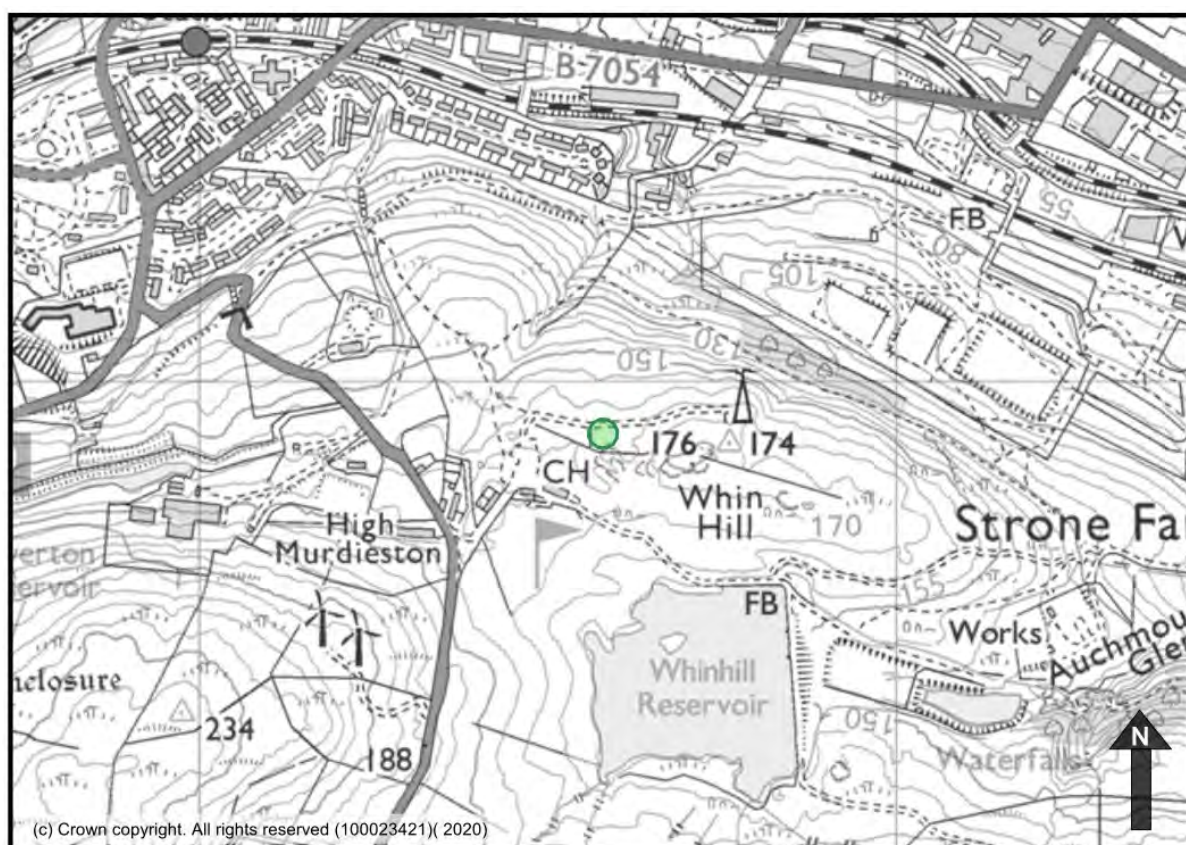 B 7054
FB
55
80
105
130
150
176
174
CH
Whin
Hill
170
Strone Fa
High
Murdieston
erton
ervoir
155
FB
Works
Auchmou
Glen
Whinhill
Reservoir
nclosure
150
234
188
Waterfalls
N
(c) Crown copyright. All rights reserved (100023421)( 2020)